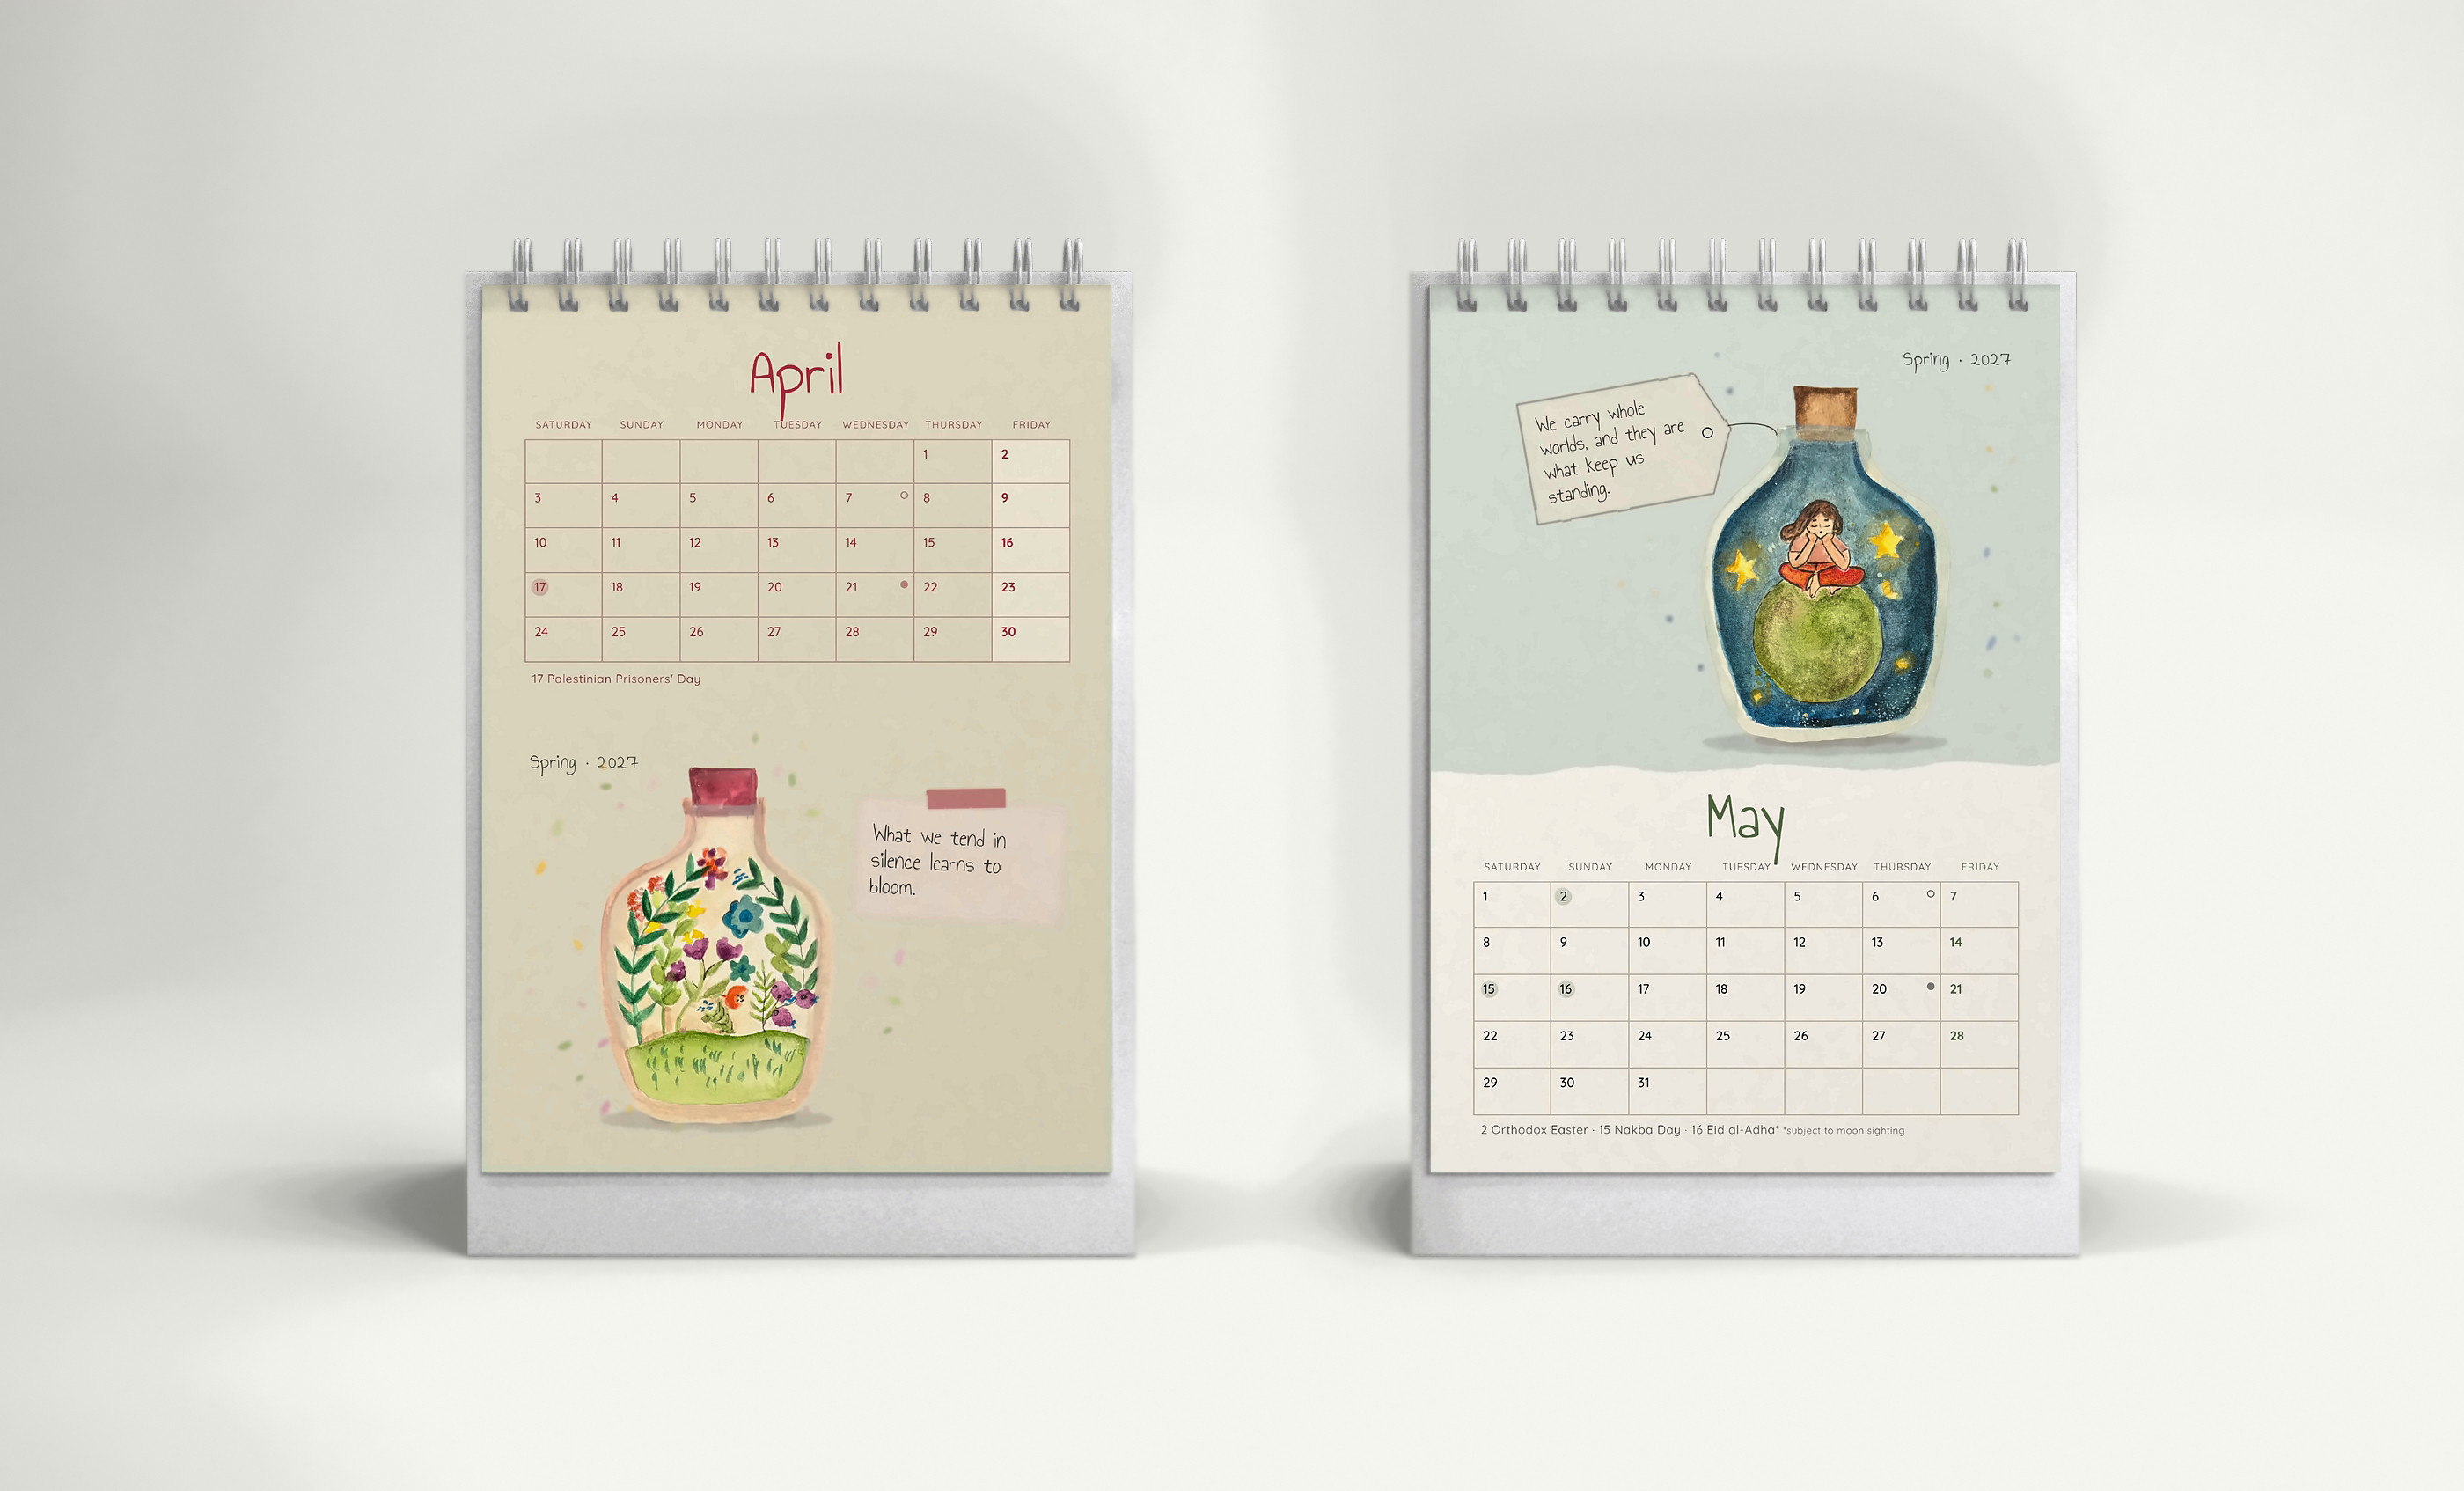 April
SATURDAY SUNDAY MONDAY TUESDAY WEDNESDAY THURSDAY FRIDAY
1 2
3 4 5 6 7 8 9
10 11 12 13 14 15 16
17 18 19 20 21 22 23
24 25 26 27 28 29 30
17 Palestinian Prisoners' Day
Spring · 2027
What we tend in
silence learns to
bloom.
Spring · 2027
We carry whole
worlds, and they are
what keep us
standing.
May
SATURDAY SUNDAY MONDAY TUESDAY WEDNESDAY THURSDAY FRIDAY
1 2 3 4 5 6 7
8 9 10 11 12 13 14
15 16 17 18 19 20 21
22 23 24 25 26 27 28
29 30 31
2 Orthodox Easter · 15 Nakba Day · 16 Eid al-Adha* *subject to moon sighting